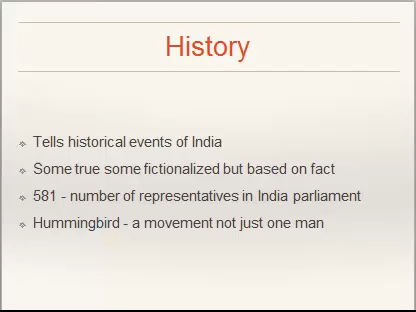 History
Tells historical events of India
Some true some fictionalized but based on fact
581 - number of representatives in India parliament
Hummingbird - a movement not just one man